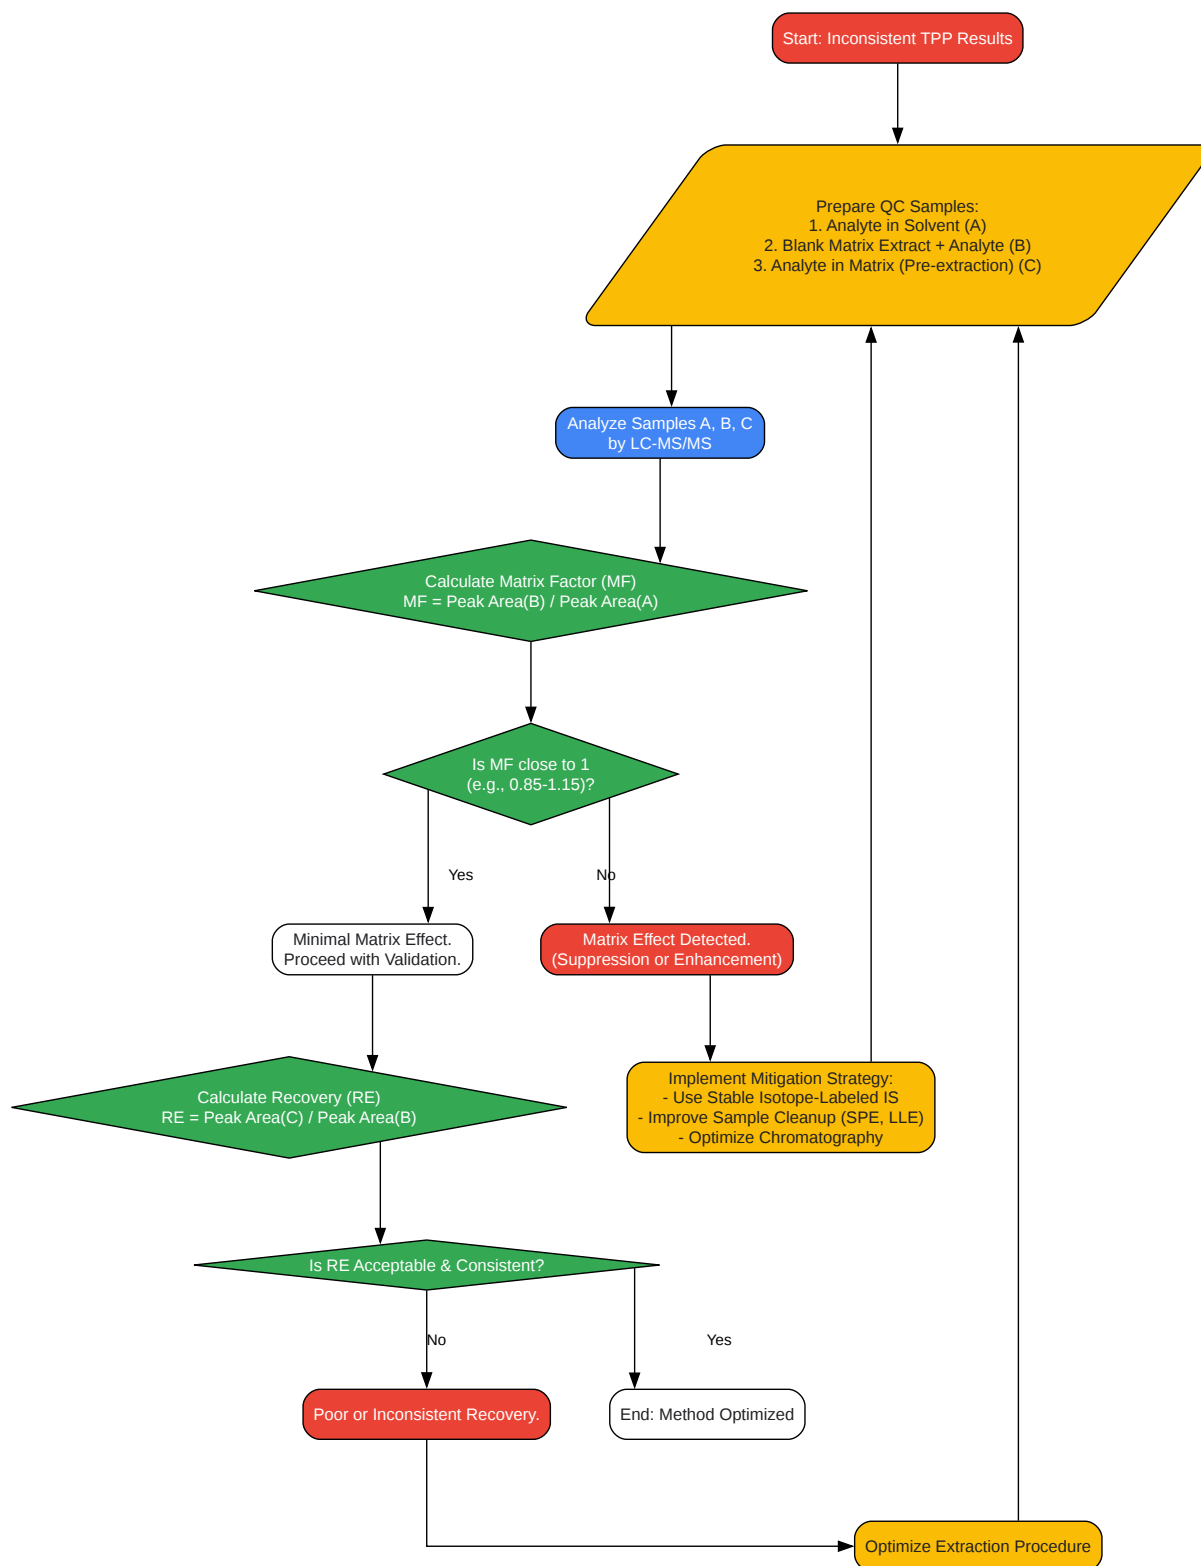 Start: Inconsistent TPP Results
Prepare QC Samples:
1. Analyte in Solvent (A)
2. Blank Matrix Extract + Analyte (B)
3. Analyte in Matrix (Pre-extraction) (C)
Analyze Samples A, B, C
by LC-MS/MS
Calculate Matrix Factor (MF)
MF = Peak Area(B) / Peak Area(A)
Is MF close to 1
(e.g., 0.85-1.15)?
Yes
No
Minimal Matrix Effect.
Proceed with Validation.
Matrix Effect Detected.
(Suppression or Enhancement)
Implement Mitigation Strategy:
- Use Stable Isotope-Labeled IS
- Improve Sample Cleanup (SPE, LLE)
- Optimize Chromatography
Calculate Recovery (RE)
RE = Peak Area(C) / Peak Area(B)
Is RE Acceptable & Consistent?
No
Yes
Poor or Inconsistent Recovery.
End: Method Optimized
Optimize Extraction Procedure